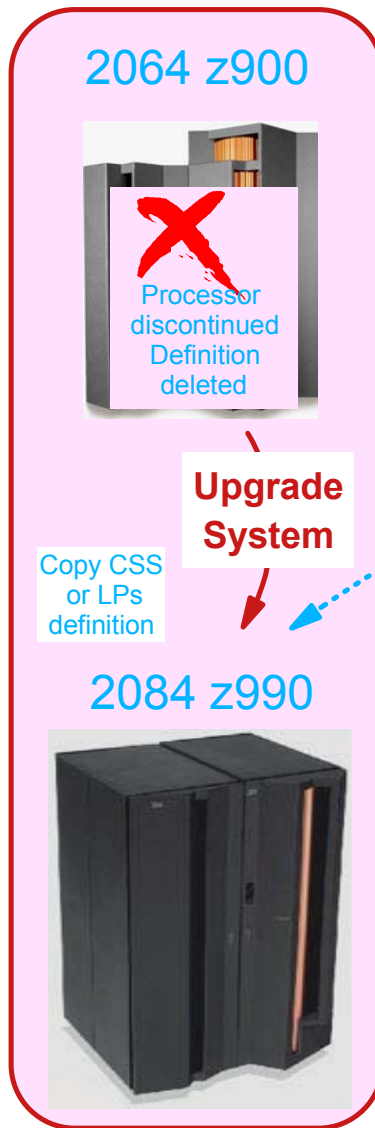 2064 z900
Processor
discontinued
Definition
deleted
Upgrade
System
Copy CSS
or LPs
definition
2084 z990